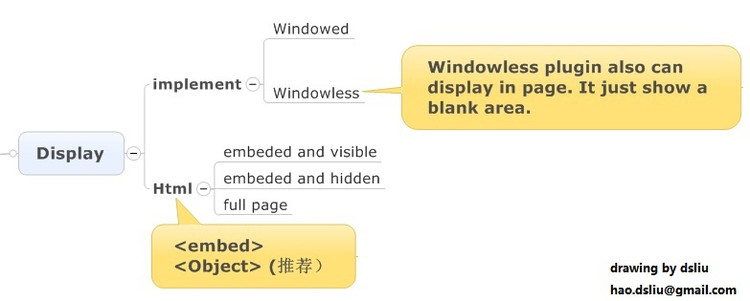 Windowed
implement
Windowless
Windowless plugin also can
display in page. It just show a
blank area.
Display
embeded and visible
embeded and hidden
Html
full page
<embed>
<Object> (推荐）
drawing by dsliu
hao.dsliu@gmail.com